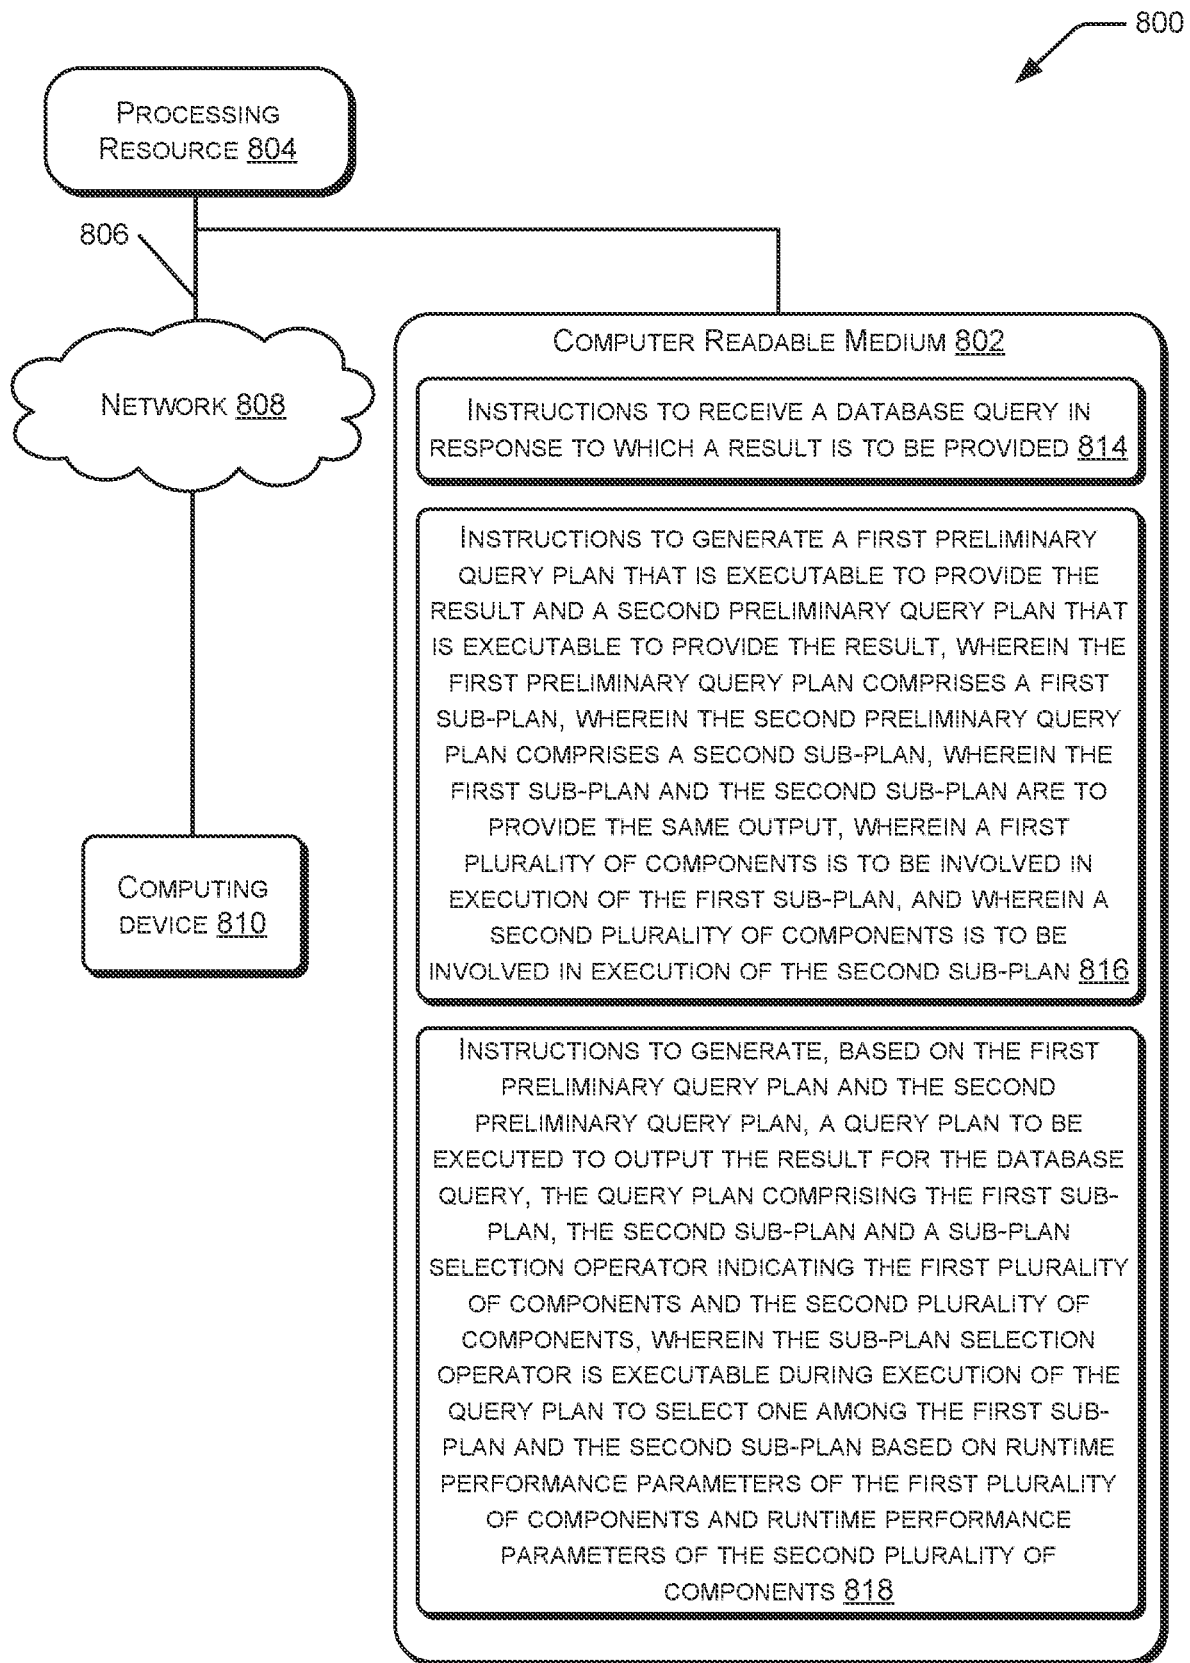 800
PROCESSING
RESOURCE 804
806
NETWORK 808
COMPUTING
DEVICE 810
COMPUTER READABLE MEDIUM 802
INSTRUCTIONS TO RECEIVE A DATABASE QUERY IN
RESPONSE TO WHICH A RESULT IS TO BE PROVIDED 814
INSTRUCTIONS TO GENERATE A FIRST PRELIMINARY
QUERY PLAN THAT IS EXECUTABLE TO PROVIDE THE
RESULT AND A SECOND PRELIMINARY QUERY PLAN THAT
IS EXECUTABLE TO PROVIDE THE RESULT, WHEREIN THE
FIRST PRELIMINARY QUERY PLAN COMPRISES A FIRST
SUB-PLAN, WHEREIN THE SECOND PRELIMINARY QUERY
PLAN COMPRISES A SECOND SUB-PLAN, WHEREIN THE
FIRST SUB-PLAN AND THE SECOND SUB-PLAN ARE TO
PROVIDE THE SAME OUTPUT, WHEREIN A FIRST
PLURALITY OF COMPONENTS IS TO BE INVOLVED IN
EXECUTION OF THE FIRST SUB-PLAN, AND WHEREIN A
SECOND PLURALITY OF COMPONENTS IS TO BE
INVOLVED IN EXECUTION OF THE SECOND SUB-PLAN 816
INSTRUCTIONS TO GENERATE, BASED ON THE FIRST
PRELIMINARY QUERY PLAN AND THE SECOND
PRELIMINARY QUERY PLAN, A QUERY PLAN TO BE
EXECUTED TO OUTPUT THE RESULT FOR THE DATABASE
QUERY, THE QUERY PLAN COMPRISING THE FIRST SUB-
PLAN, THE SECOND SUB-PLAN AND A SUB-PLAN
SELECTION OPERATOR INDICATING THE FIRST PLURALITY
OF COMPONENTS AND THE SECOND PLURALITY OF
COMPONENTS, WHEREIN THE SUB-PLAN SELECTION
OPERATOR IS EXECUTABLE DURING EXECUTION OF THE
QUERY PLAN TO SELECT ONE AMONG THE FIRST SUB-
PLAN AND THE SECOND SUB-PLAN BASED ON RUNTIME
PERFORMANCE PARAMETERS OF THE FIRST PLURALITY
OF COMPONENTS AND RUNTIME PERFORMANCE
PARAMETERS OF THE SECOND PLURALITY OF
COMPONENTS 818